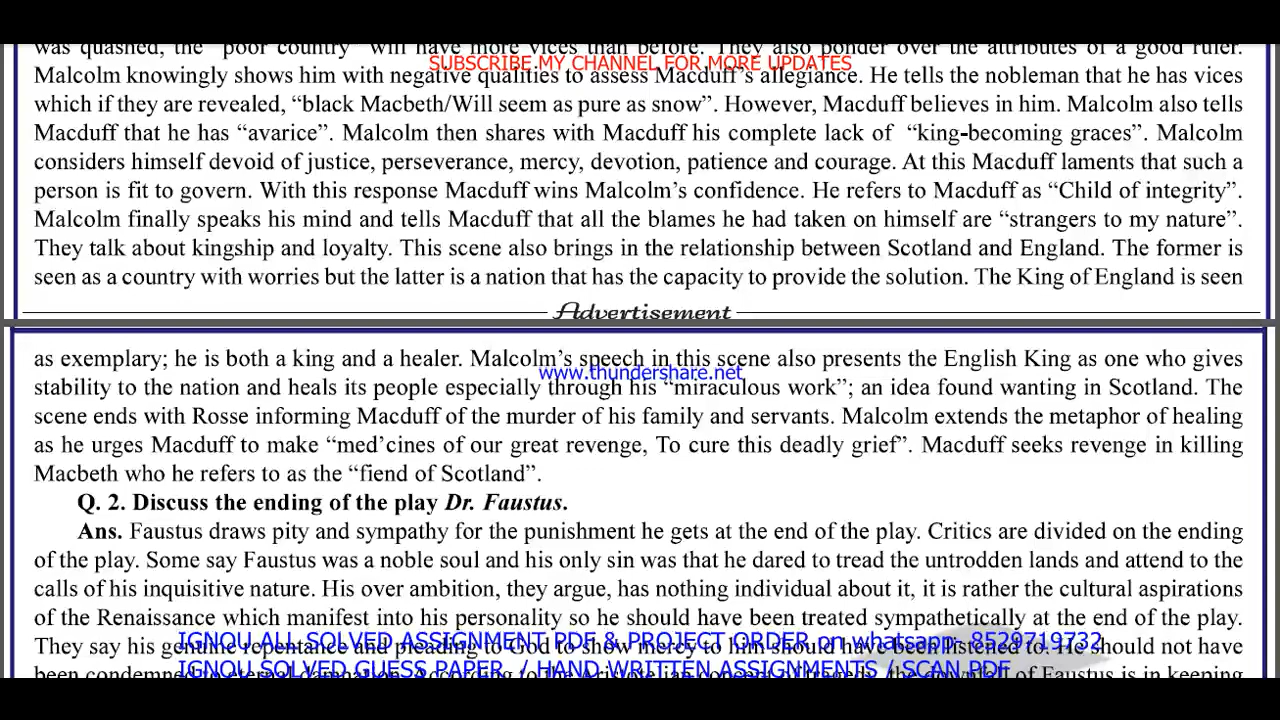 was quashed, the “poor country” will have more vices than before. They also ponder over the attributes of a good ruler.
SUBSCRIBE MY CHANNEL FOR MORE UPDATES
Malcolm knowingly shows him with negative qualities to assess Macduff’s allegiance. He tells the nobleman that he has vices
which if they are revealed, “black Macbeth/Will seem as pure as snow”. However, Macduff believes in him. Malcolm also tells
Macduff that he has “avarice”. Malcolm then shares with Macduff his complete lack of “king-becoming graces”. Malcolm
considers himself devoid of justice, perseverance, mercy, devotion, patience and courage. At this Macduff laments that such a
person is fit to govern. With this response Macduff wins Malcolm’s confidence. He refers to Macduff as “Child of integrity”.
Malcolm finally speaks his mind and tells Macduff that all the blames he had taken on himself are “strangers to my nature”.
They talk about kingship and loyalty. This scene also brings in the relationship between Scotland and England. The former is
seen as a country with worries but the latter is a nation that has the capacity to provide the solution. The King of England is seen
Advertisement
as exemplary; he is both a king and a healer. Malcolm’s speech in this scene also presents the English King as one who gives
www.thundershare.net
stability to the nation and heals its people especially through his “miraculous work”; an idea found wanting in Scotland. The
scene ends with Rosse informing Macduff of the murder of his family and servants. Malcolm extends the metaphor of healing
as he urges Macduff to make “med’cines of our great revenge, To cure this deadly grief”. Macduff seeks revenge in killing
Macbeth who he refers to as the “fiend of Scotland”.
Q. 2. Discuss the ending of the play Dr. Faustus.
Ans. Faustus draws pity and sympathy for the punishment he gets at the end of the play. Critics are divided on the ending
of the play. Some say Faustus was a noble soul and his only sin was that he dared to tread the untrodden lands and attend to the
calls of his inquisitive nature. His over ambition, they argue, has nothing individual about it, it is rather the cultural aspirations
of the Renaissance which manifest into his personality so he should have been treated sympathetically at the end of the play.
They say his genuine repentance and pleading to God to show mercy to him should have been listened to. He should not have
IGNOU ALL SOLVED ASSIGNMENT PDF & PROJECT ORDER on whatsapp- 8529719732
been condemned to eternal damnation. According to the Aristotelian concept of tragedy, the downfall of Faustus is in keeping
IGNOU SOLVED GUESS PAPER / HAND WRITTEN ASSIGNMENTS / SCAN PDF